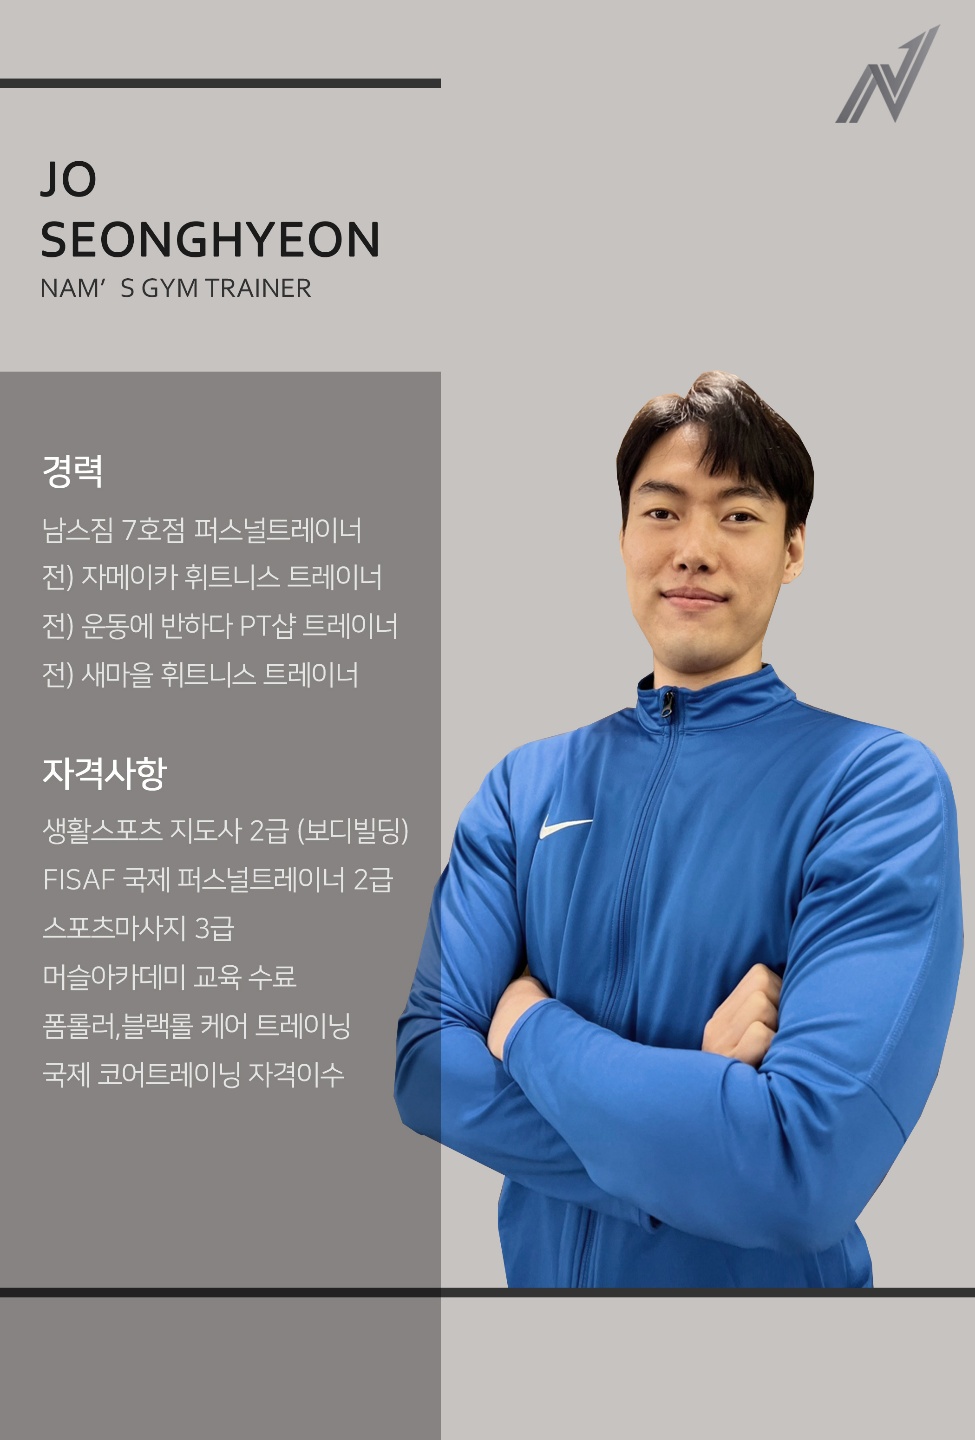 JO
SEONGHYEON
NAM’ S GYM TRAINER
경력
남스짐 7호점 퍼스널트레이너
전) 자메이카 휘트니스 트레이너
전) 운동에 반하다 PT샵 트레이너
전) 새마을 휘트니스 트레이너
자격사항
생활스포츠 지도사 2급 (보디빌딩)
FISAF 국제 퍼스널트레이너 2급
스포츠마사지 3급
머슬아카데미 교육 수료
폼롤러,블랙롤 케어 트레이닝
국제 코어트레이닝 자격이수